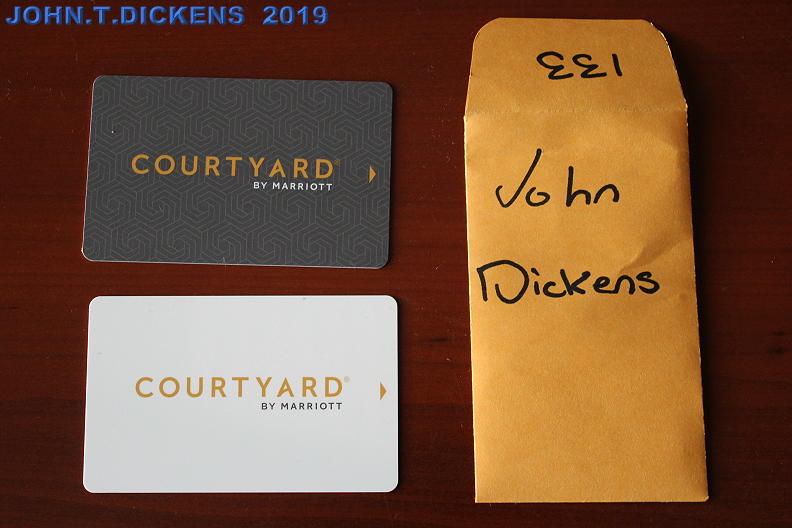 JOHN.T.DICKENS 2019
COURTYARD®
BY MARRIOTT
COURTYARD®
BY MARRIOTT
133
John
Dickens